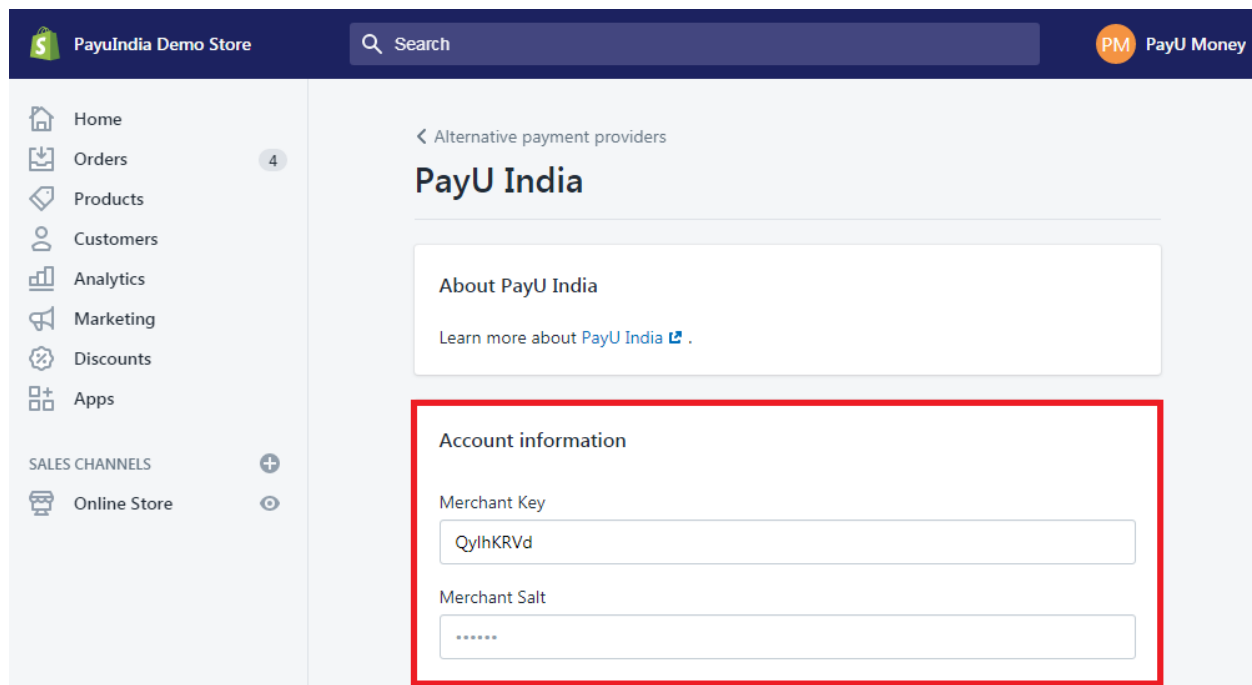 PayuIndia Demo Store
Search
PM PayU Money
Home
Orders 4
Products
Customers
Analytics
Marketing
Discounts
Apps
SALES CHANNELS
Online Store
Alternative payment providers
PayU India
About PayU India
Learn more about PayU India .
Account information
Merchant Key
QylhKRVd
Merchant Salt
••••••